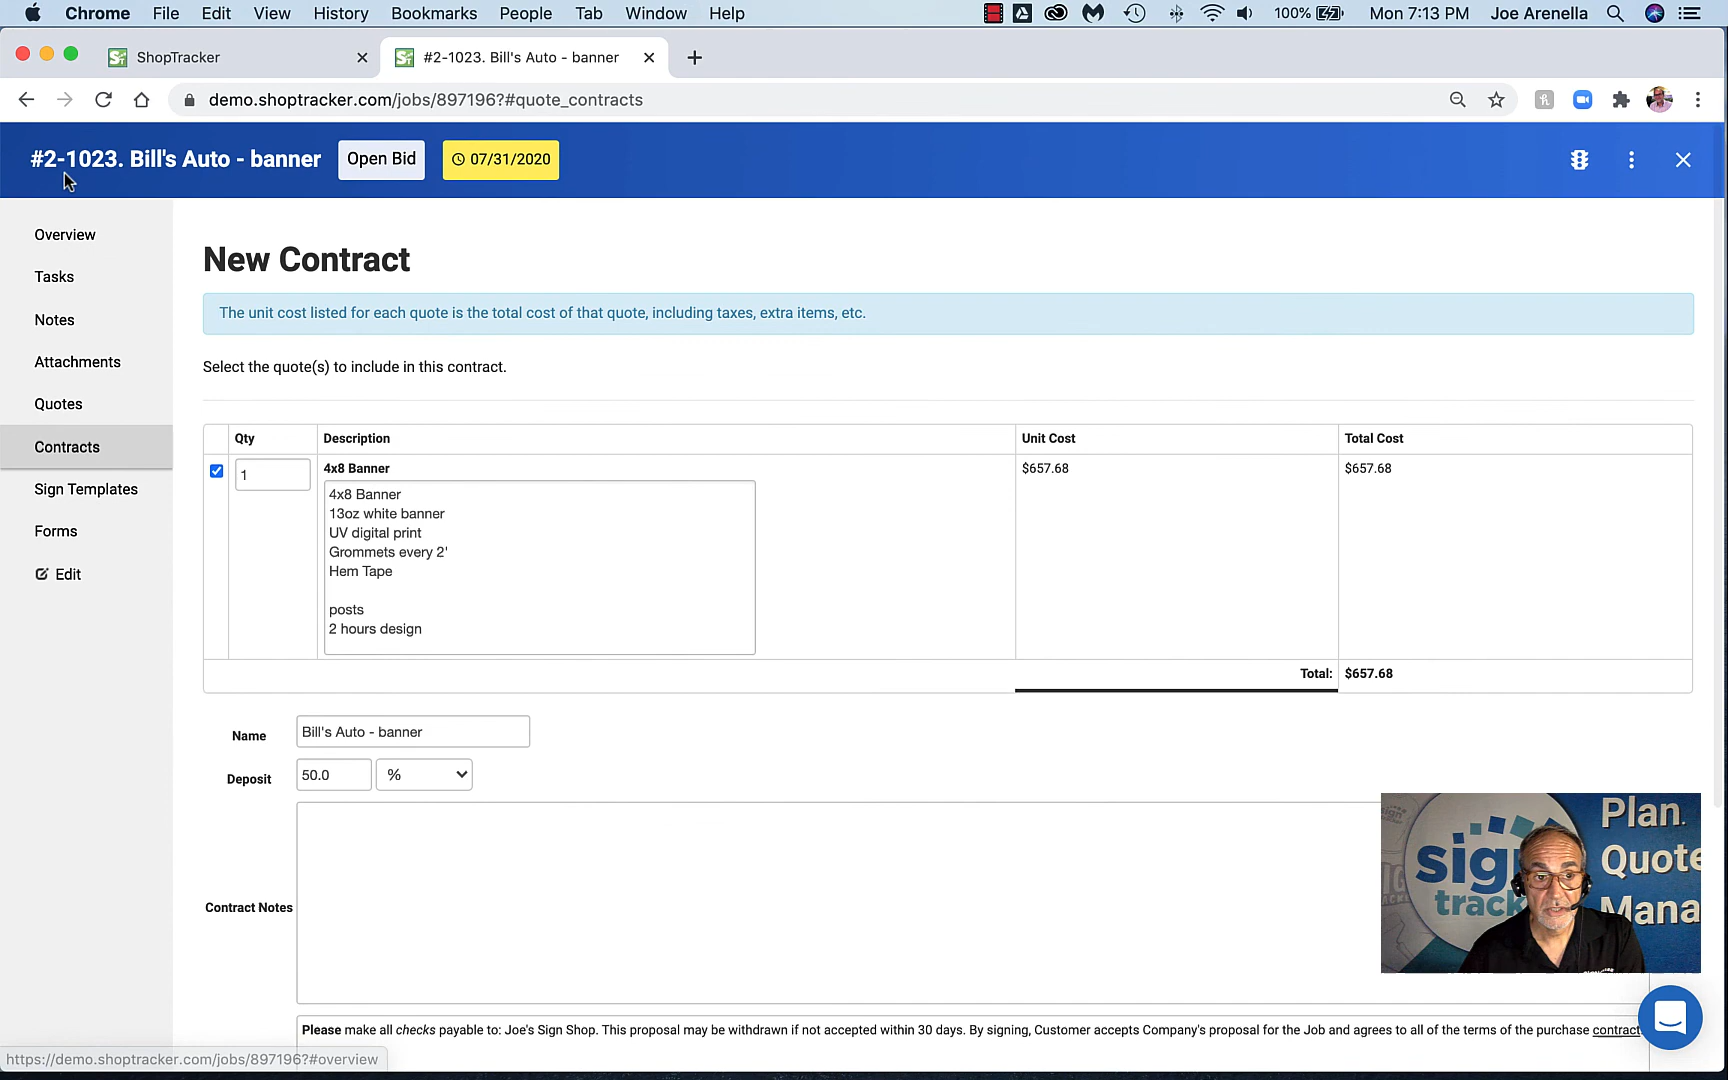 Chrome File Edit View History Bookmarks People Tab Window Help 100% Mon 7:13 PM Joe Arenella
ShopTracker
#2-1023. Bill's Auto - banner
demo.shoptracker.com/jobs/897196?#quote_contracts
#2-1023. Bill's Auto - banner Open Bid 07/31/2020
Overview
Tasks
Notes
Attachments
Quotes
Contracts
Sign Templates
Forms
Edit
New Contract
The unit cost listed for each quote is the total cost of that quote, including taxes, extra items, etc.
Select the quote(s) to include in this contract.
Qty Description Unit Cost Total Cost
1 4x8 Banner $657.68 $657.68
4x8 Banner
13oz white banner
UV digital print
Grommets every 2'
Hem Tape
posts
2 hours design
Total: $657.68
Name Bill's Auto - banner
Deposit 50.0 %
Contract Notes
Plan.
Quote
Mana
sig
track
Please make all checks payable to: Joe's Sign Shop. This proposal may be withdrawn if not accepted within 30 days. By signing, Customer accepts Company's proposal for the Job and agrees to all of the terms of the purchase contract
https://demo.shoptracker.com/jobs/897196?#overview